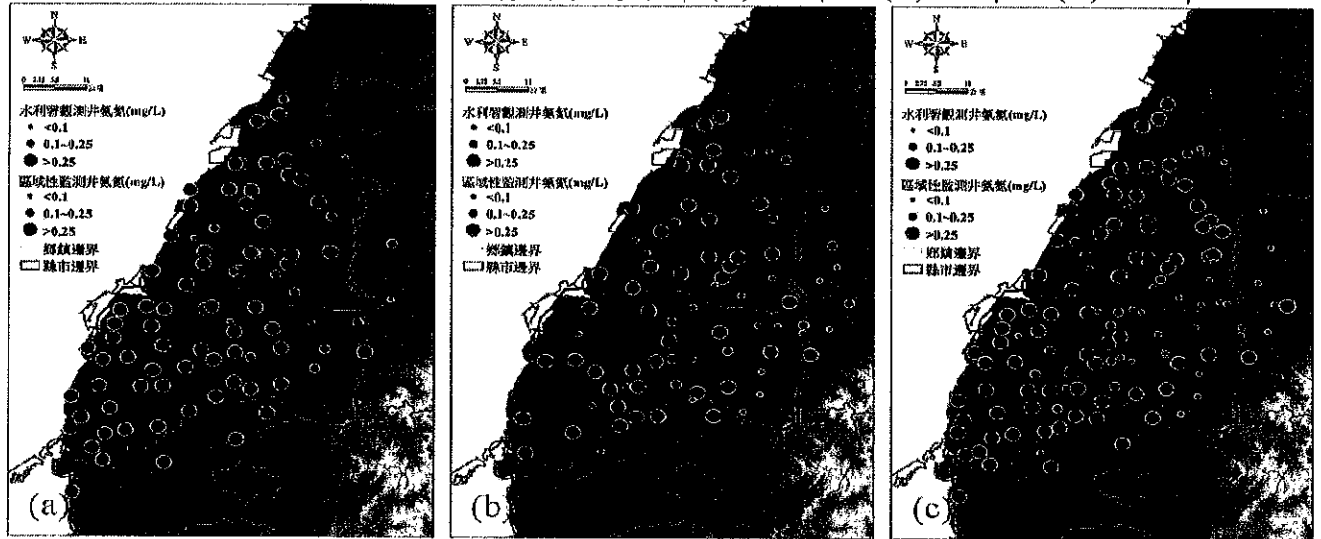 N
W E
S
水利署觀測井氨氮(mg/L)
<0.1
0.1~0.25
>0.25
區域性監測井氨氮(mg/L)
<0.1
0.1~0.25
>0.25
鄉鎮邊界
縣市邊界
(a)
N
W E
S
水利署觀測井氨氮(mg/L)
<0.1
0.1~0.25
>0.25
區域性監測井氨氮(mg/L)
<0.1
0.1~0.25
>0.25
鄉鎮邊界
縣市邊界
(b)
N
W E
S
水利署觀測井氨氮(mg/L)
<0.1
0.1~0.25
>0.25
區域性監測井氨氮(mg/L)
<0.1
0.1~0.25
>0.25
鄉鎮邊界
縣市邊界
(c)